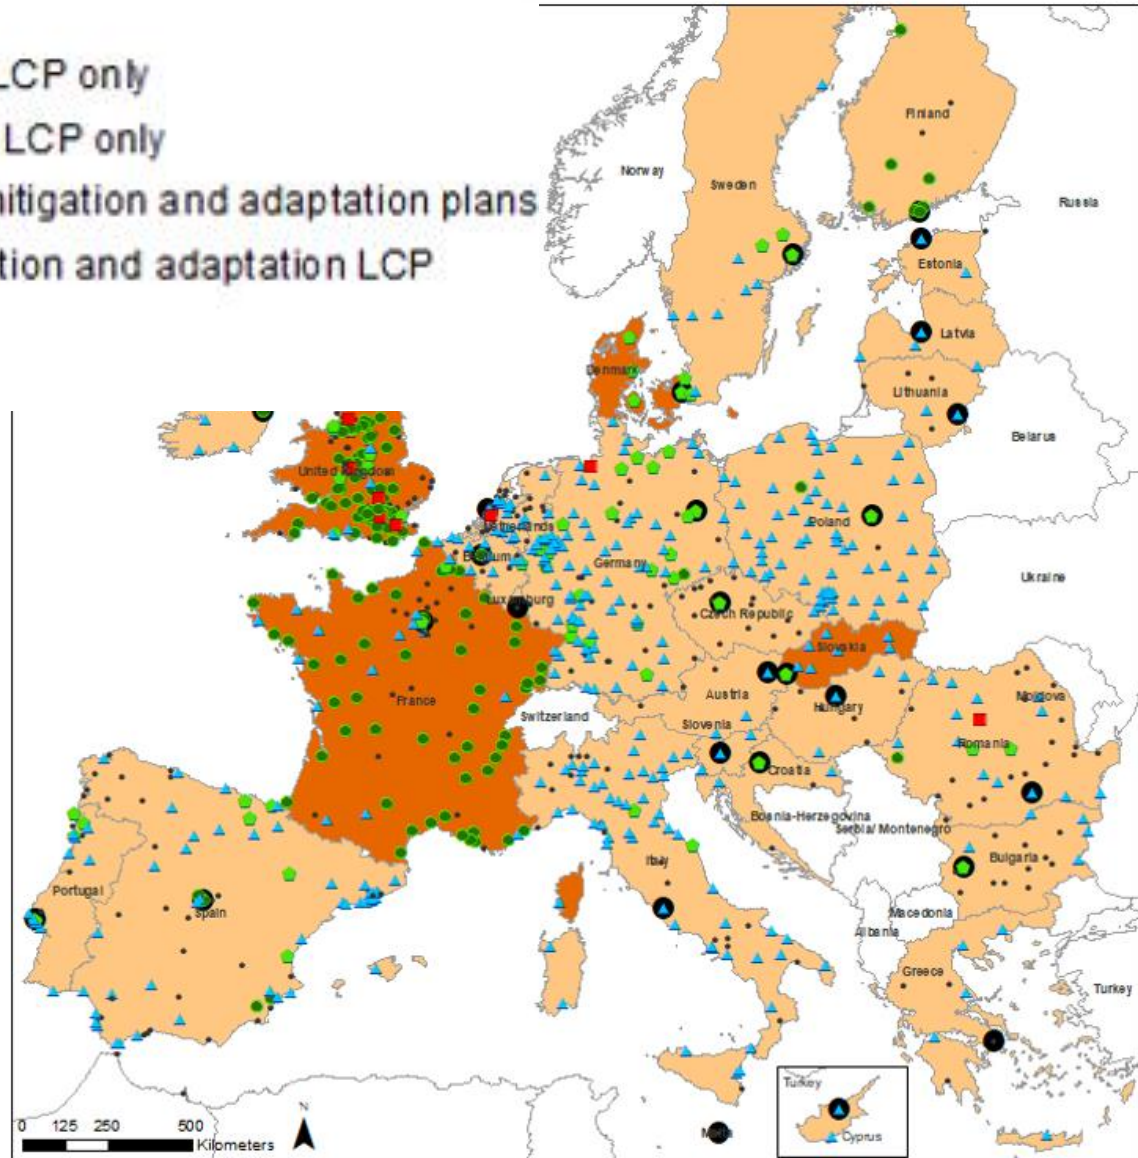 LCP only
LCP only
mitigation and adaptation plans
tion and adaptation LCP
Finland
Norway
Sweden
Russia
Estonia
Latvia
Denmark
Lithuania
Belarus
United Kingdom
Netherlands
Poland
Belgium
Germany
Ukraine
Luxemburg
Czech Republic
Slovakia
France
Austria
Hungary
Moldova
Switzerland
Slovenia
Romania
Croatia
Bosnia-Herzegovina
Serbia/ Montenegro
Italy
Bulgaria
Portugal
Spain
Macedonia
Albania
Greece
Turkey
Turkey
Cyprus
Malta
N
0 125 250 500
Kilometers